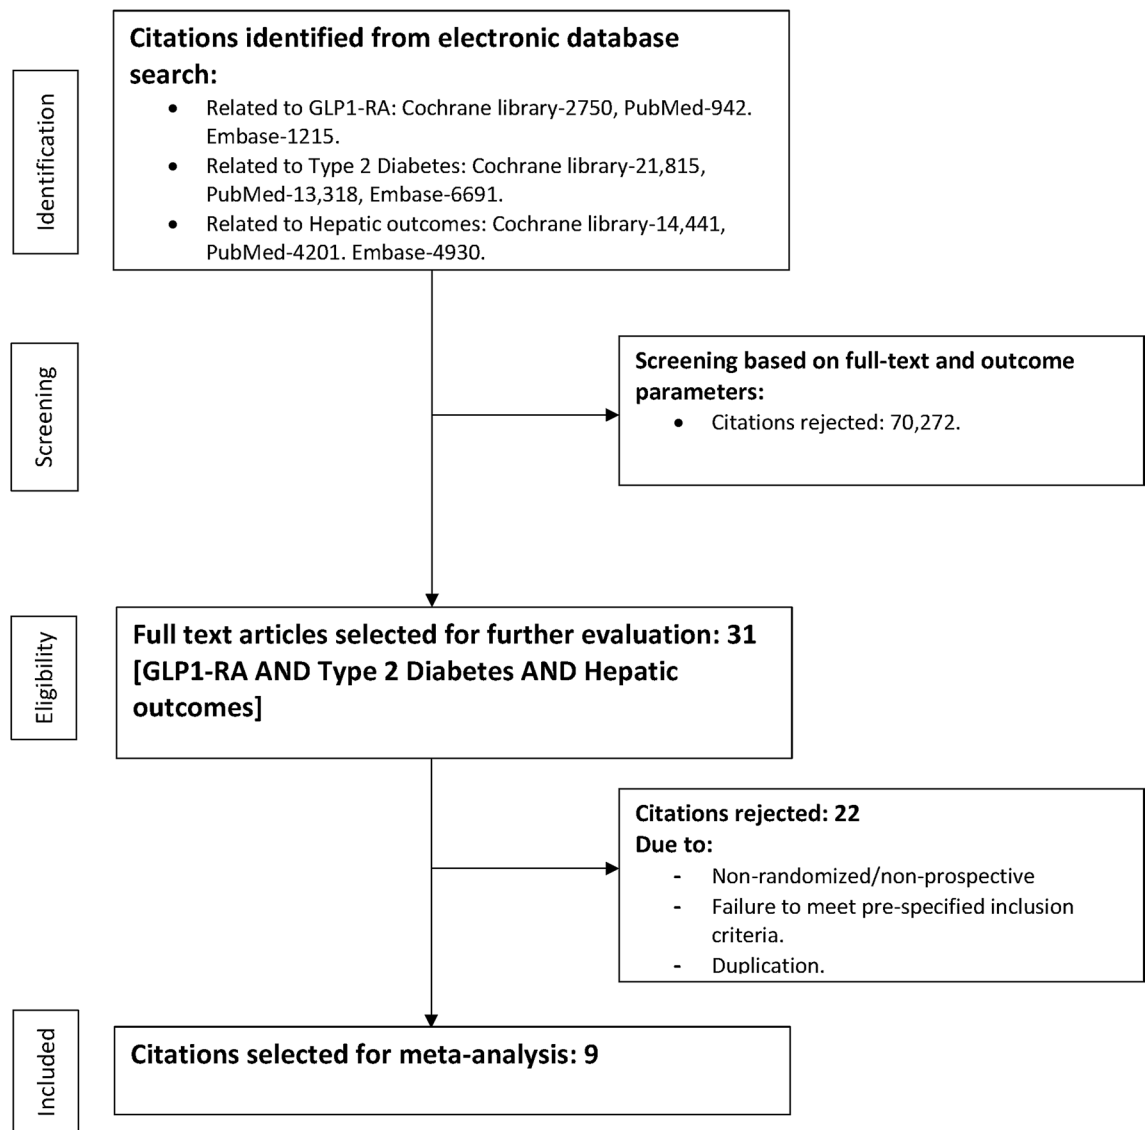 Identification
Citations identified from electronic database
search:
• Related to GLP1-RA: Cochrane library-2750, PubMed-942.
Embase-1215.
• Related to Type 2 Diabetes: Cochrane library-21,815,
PubMed-13,318, Embase-6691.
• Related to Hepatic outcomes: Cochrane library-14,441,
PubMed-4201. Embase-4930.
Screening
Screening based on full-text and outcome
parameters:
• Citations rejected: 70,272.
Eligibility
Full text articles selected for further evaluation: 31
[GLP1-RA AND Type 2 Diabetes AND Hepatic
outcomes]
Citations rejected: 22
Due to:
- Non-randomized/non-prospective
- Failure to meet pre-specified inclusion
criteria.
- Duplication.
Included
Citations selected for meta-analysis: 9